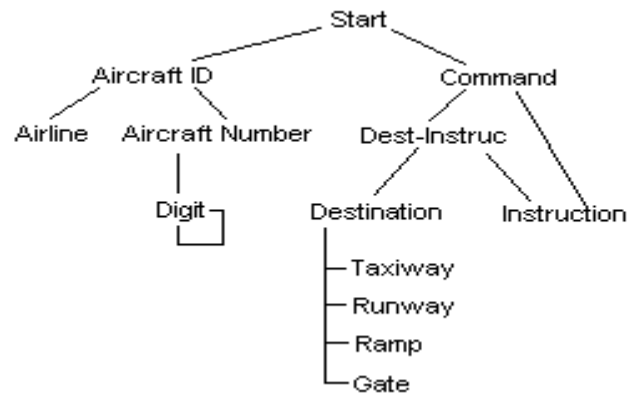 Start
Aircraft ID
Command
Airline
Aircraft Number
Dest-Instruc
Digit
Destination
Instruction
Taxiway
Runway
Ramp
Gate